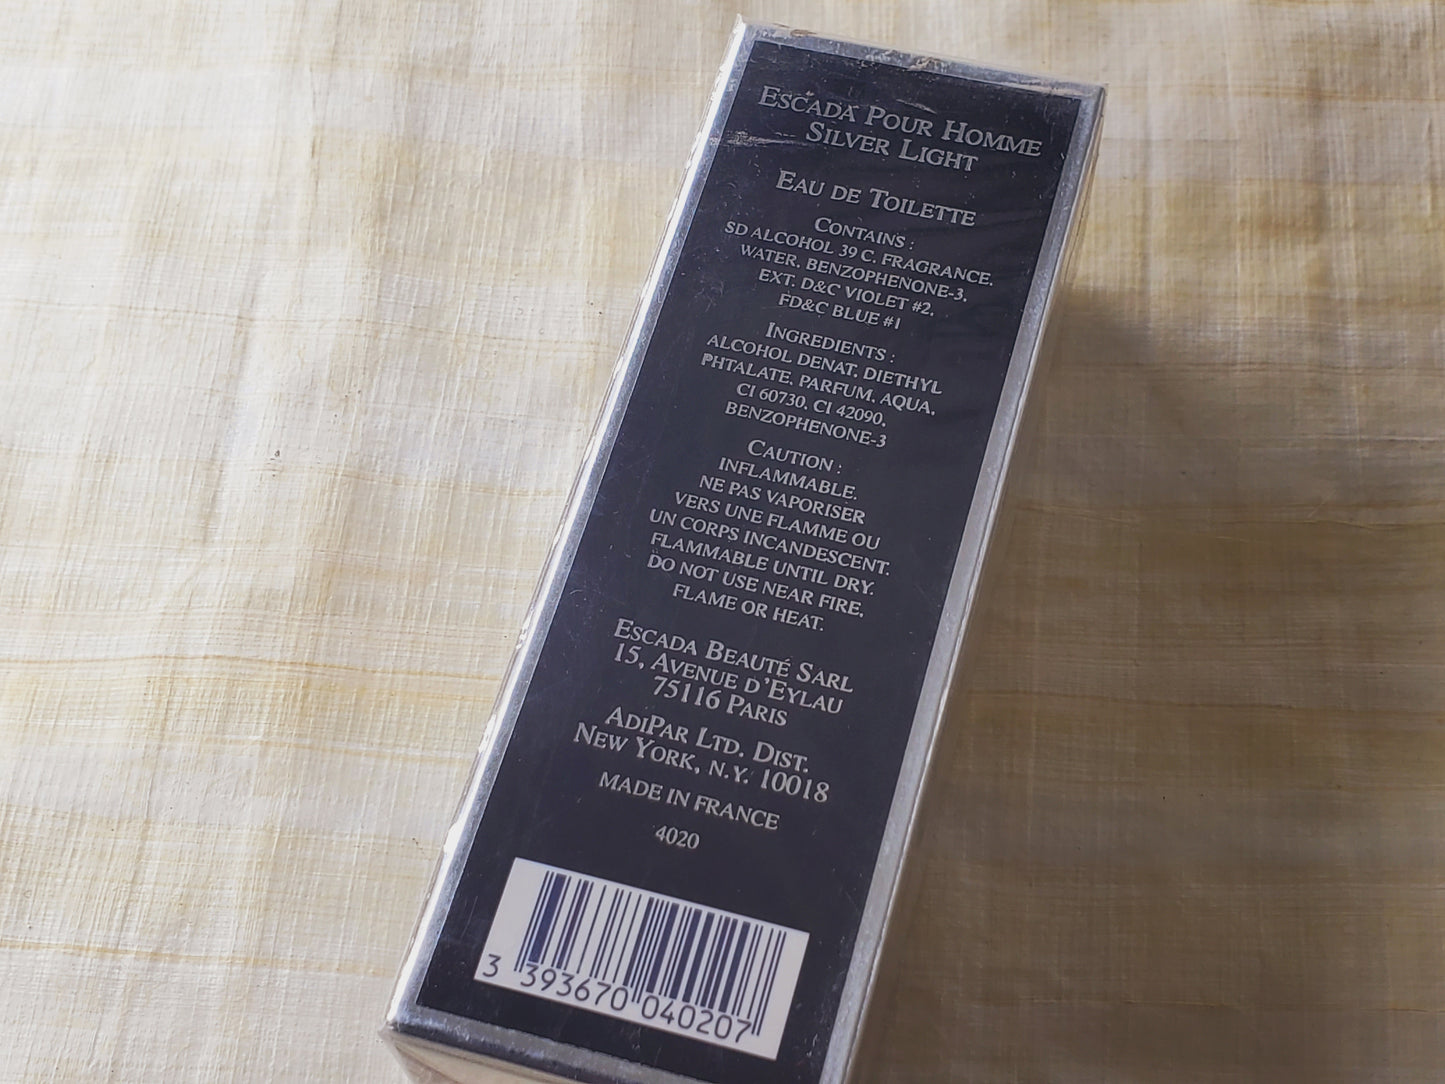 ESCADA POUR HOMME
SILVER LIGHT
EAU DE TOILETTE
CONTAINS :
SD ALCOHOL 39 C. FRAGRANCE.
WATER. BENZOPHENONE-3.
EXT. D&C VIOLET #2.
FD&C BLUE #1
INGREDIENTS :
ALCOHOL DENAT. DIETHYL
PHTALATE. PARFUM. AQUA.
CI 60730. CI 42090.
BENZOPHENONE-3
CAUTION :
INFLAMMABLE.
NE PAS VAPORISER
VERS UNE FLAMME OU
UN CORPS INCANDESCENT.
FLAMMABLE UNTIL DRY.
DO NOT USE NEAR FIRE,
FLAME OR HEAT.
ESCADA BEAUTÉ SARL
15, AVENUE D'EYLAU
75116 PARIS
ADIPAR LTD. DIST.
NEW YORK, N.Y. 10018
MADE IN FRANCE
4020
3 393670 040207